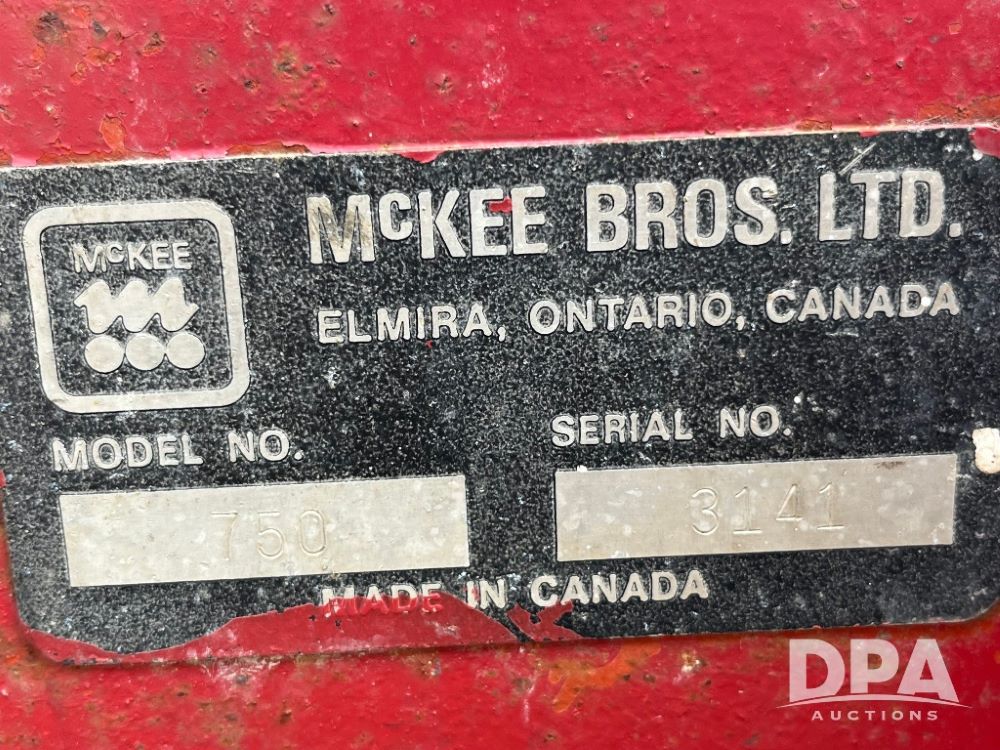 McKEE BROS. LTD.
McKEE
ELMIRA, ONTARIO, CANADA
MODEL NO.
SERIAL NO.
750
3141
MADE IN CANADA
DPA
AUCTIONS